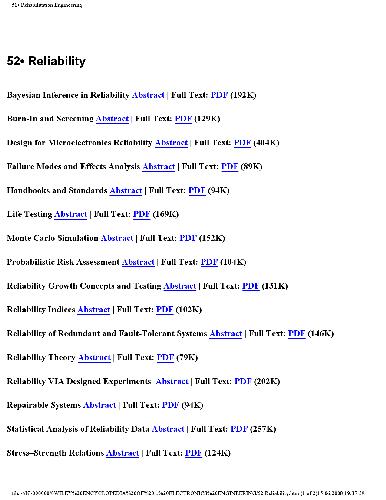 52• Rehabilitation Engineering
52• Reliability
Bayesian Inference in Reliability Abstract | Full Text: PDF (192K)
Burn-In and Screening Abstract | Full Text: PDF (129K)
Design for Microelectronics Reliability Abstract | Full Text: PDF (404K)
Failure Modes and Effects Analysis Abstract | Full Text: PDF (89K)
Handbooks and Standards Abstract | Full Text: PDF (94K)
Life Testing Abstract | Full Text: PDF (169K)
Monte Carlo Simulation Abstract | Full Text: PDF (152K)
Probabilistic Risk Assessment Abstract | Full Text: PDF (104K)
Reliability Growth Concepts and Testing Abstract | Full Text: PDF (131K)
Reliability Indices Abstract | Full Text: PDF (102K)
Reliability of Redundant and Fault-Tolerant Systems Abstract | Full Text: PDF (146K)
Reliability Theory Abstract | Full Text: PDF (79K)
Reliability VIA Designed Experiments Abstract | Full Text: PDF (202K)
Repairable Systems Abstract | Full Text: PDF (94K)
Statistical Analysis of Reliability Data Abstract | Full Text: PDF (257K)
Stress–Strength Relations Abstract | Full Text: PDF (124K)